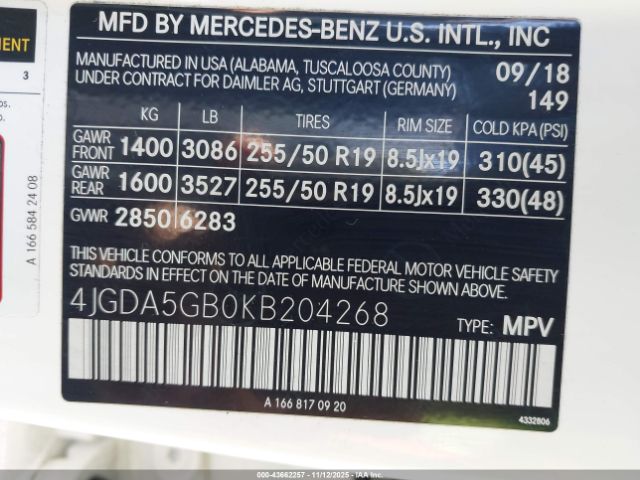 MFD BY MERCEDES-BENZ U.S. INTL., INC
MANUFACTURED IN USA (ALABAMA, TUSCALOOSA COUNTY) 09/18
UNDER CONTRACT FOR DAIMLER AG, STUTTGART (GERMANY) 149
KG LB TIRES RIM SIZE COLD KPA (PSI)
GAWR FRONT 1400 3086 255/50 R19 8.5Jx19 310(45)
GAWR REAR 1600 3527 255/50 R19 8.5Jx19 330(48)
GWR 2850 6283
THIS VEHICLE CONFORMS TO ALL APPLICABLE FEDERAL MOTOR VEHICLE SAFETY
STANDARDS IN EFFECT ON THE DATE OF MANUFACTURE SHOWN ABOVE.
4JGDA5GB0KB204268 TYPE: MPV
A 166 817 09 20
4332806
MENT
3
A 166 584 24 08
000-43662257 - 11/12/2025 - IAA Inc.